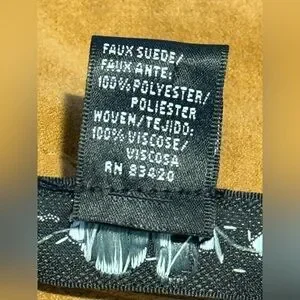 FAUX SUEDE/
FAUX ANTE:
100% POLYESTER/
POLIESTER
WOVEN/TEJIDO:
100% VISCOSE/
VISCOSA
RN 83420